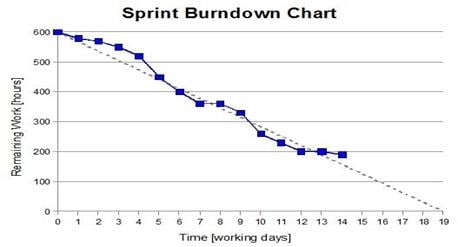 Sprint Burndown Chart
Remaining Work [hours]
600
500
400
300
200
100
0
0 1 2 3 4 5 6 7 8 9 10 11 12 13 14 15 16 17 18 19
Time [working days]